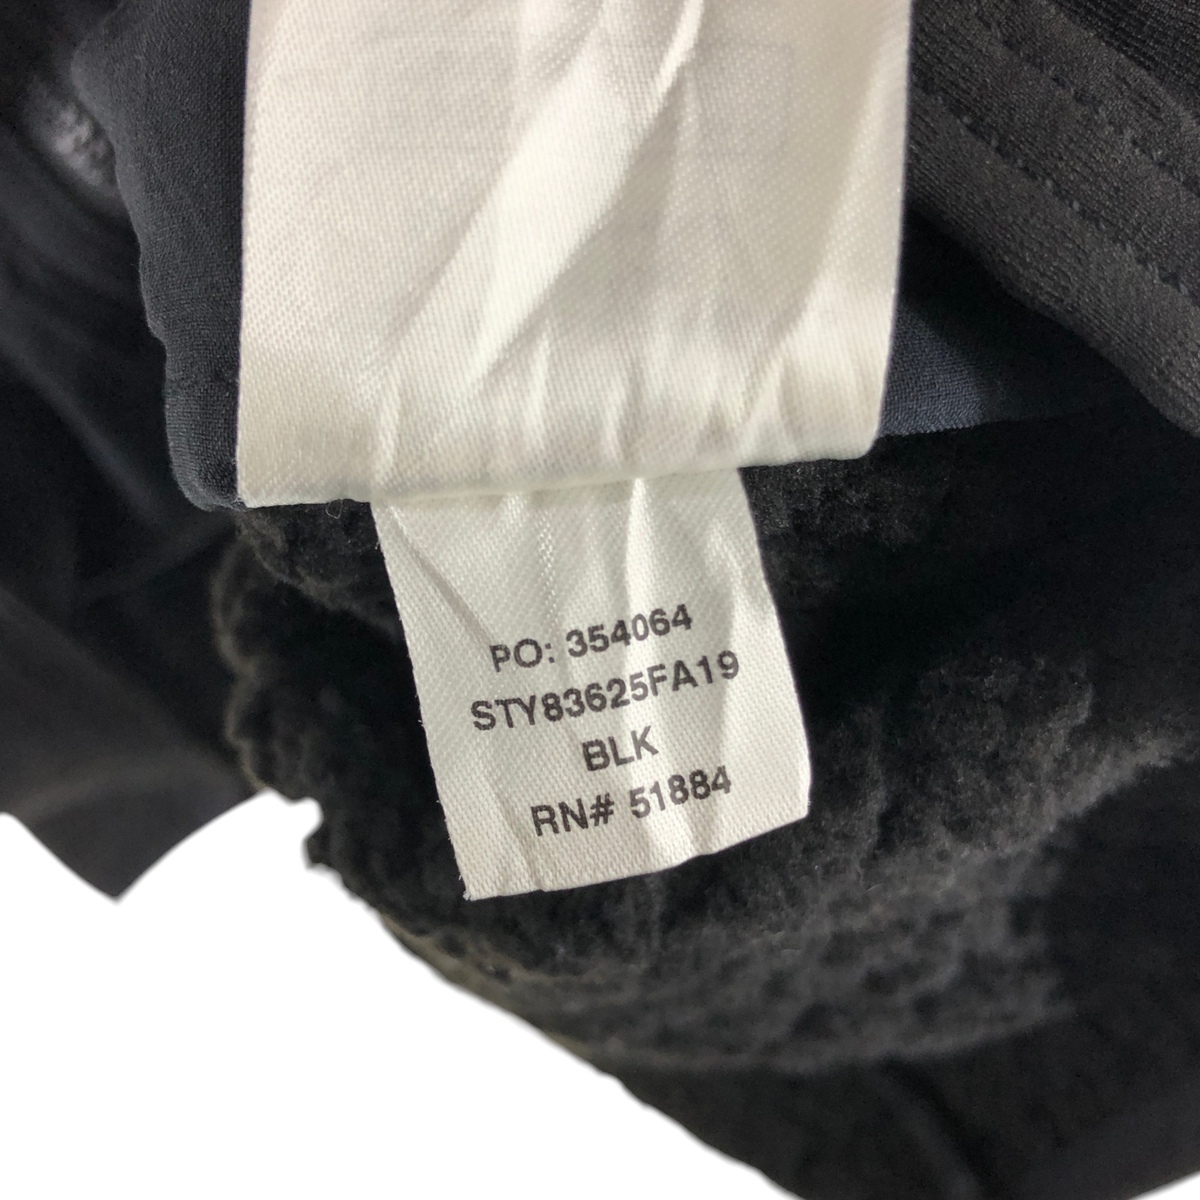 PO: 354064
STY83625FA19
BLK
RN# 51884